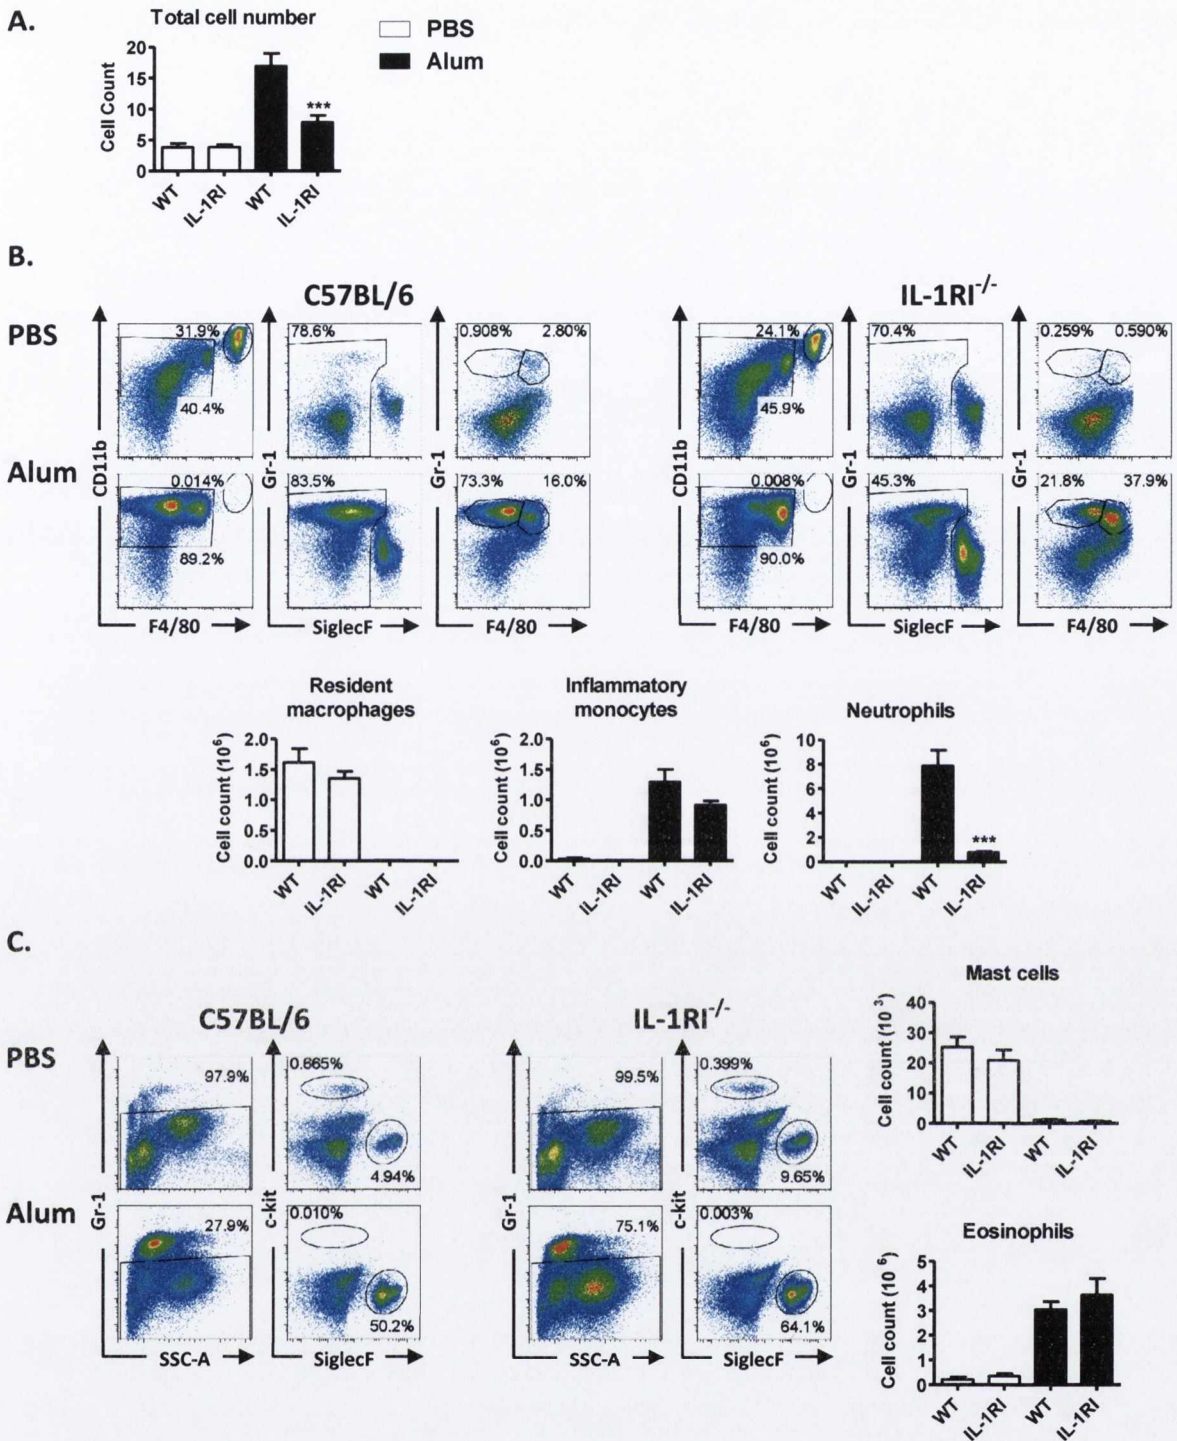 A.
Total cell number
PBS
Alum
Cell Count
20
15
10
5
0
***
WT
IL-1RI
WT
IL-1RI
B.
C57BL/6
IL-1RI-/-
PBS
31.9%
40.4%
78.6%
0.908%
2.80%
24.1%
45.9%
70.4%
0.259%
0.590%
Alum
CD11b
0.014%
89.2%
Gr-1
83.5%
Gr-1
73.3%
16.0%
CD11b
0.008%
90.0%
Gr-1
45.3%
Gr-1
21.8%
37.9%
F4/80
SiglecF
F4/80
F4/80
SiglecF
F4/80
Resident
macrophages
Cell count (10^6)
2.0
1.5
1.0
0.5
0.0
WT
IL-1RI
WT
IL-1RI
Inflammatory
monocytes
Cell count (10^6)
2.0
1.5
1.0
0.5
0.0
WT
IL-1RI
WT
IL-1RI
Neutrophils
Cell count (10^6)
10
8
6
4
2
0
***
WT
IL-1RI
WT
IL-1RI
C.
C57BL/6
IL-1RI-/-
PBS
97.9%
0.665%
4.94%
99.5%
0.399%
9.65%
Alum
Gr-1
27.9%
c-kit
0.010%
50.2%
Gr-1
75.1%
c-kit
0.003%
64.1%
SSC-A
SiglecF
SSC-A
SiglecF
Mast cells
Cell count (10^3)
40
30
20
10
0
WT
IL-1RI
WT
IL-1RI
Eosinophils
Cell count (10^6)
5
4
3
2
1
0
WT
IL-1RI
WT
IL-1RI